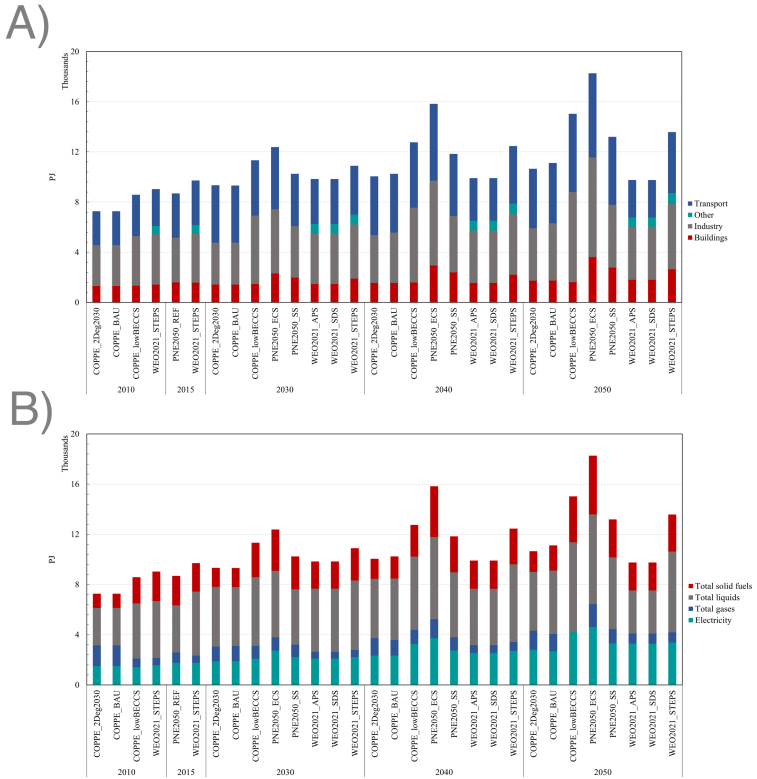 A)
Thousands
PJ
20
16
12
8
4
0
Transport
Other
Industry
Buildings
COPPE_2Deg2030
COPPE_BAU
COPPE_lowBECCS
WEO2021_STEPS
PNE2050_REF
WEO2021_STEPS
COPPE_2Deg2030
COPPE_BAU
COPPE_lowBECCS
PNE2050_ECS
PNE2050_SS
WEO2021_APS
WEO2021_SDS
WEO2021_STEPS
COPPE_2Deg2030
COPPE_BAU
COPPE_lowBECCS
PNE2050_ECS
PNE2050_SS
WEO2021_APS
WEO2021_SDS
WEO2021_STEPS
COPPE_2Deg2030
COPPE_BAU
COPPE_lowBECCS
PNE2050_ECS
PNE2050_SS
WEO2021_APS
WEO2021_SDS
WEO2021_STEPS
2010 2015 2030 2040 2050
B)
Thousands
PJ
20
16
12
8
4
0
Total solid fuels
Total liquids
Total gases
Electricity
COPPE_2Deg2030
COPPE_BAU
COPPE_lowBECCS
WEO2021_STEPS
PNE2050_REF
WEO2021_STEPS
COPPE_2Deg2030
COPPE_BAU
COPPE_lowBECCS
PNE2050_ECS
PNE2050_SS
WEO2021_APS
WEO2021_SDS
WEO2021_STEPS
COPPE_2Deg2030
COPPE_BAU
COPPE_lowBECCS
PNE2050_ECS
PNE2050_SS
WEO2021_APS
WEO2021_SDS
WEO2021_STEPS
COPPE_2Deg2030
COPPE_BAU
COPPE_lowBECCS
PNE2050_ECS
PNE2050_SS
WEO2021_APS
WEO2021_SDS
WEO2021_STEPS
2010 2015 2030 2040 2050